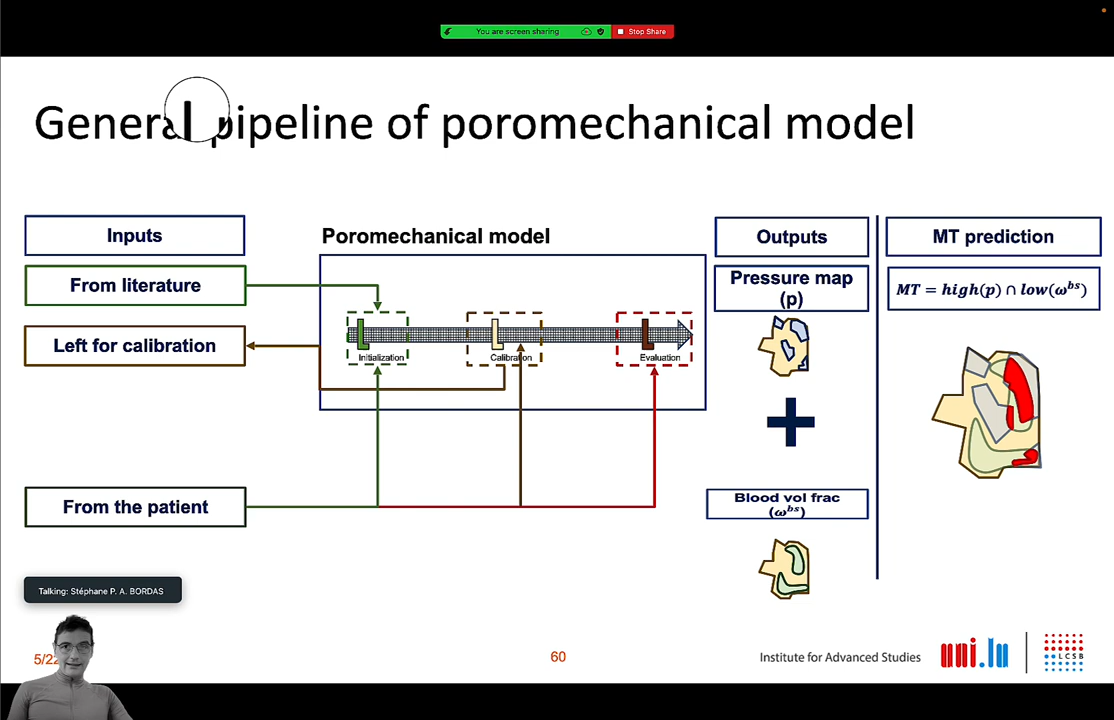 You are screen sharing
Stop Share
General pipeline of poromechanical model
Inputs
From literature
Left for calibration
From the patient
Poromechanical model
Initialization
Calibration
Evaluation
Outputs
Pressure map
(p)
Blood vol frac
(ω^bs)
MT prediction
MT = high(p) ∩ low(ω^bs)
Talking: Stéphane P. A. BORDAS
5/22
60
Institute for Advanced Studies
uni.lu
LCSB